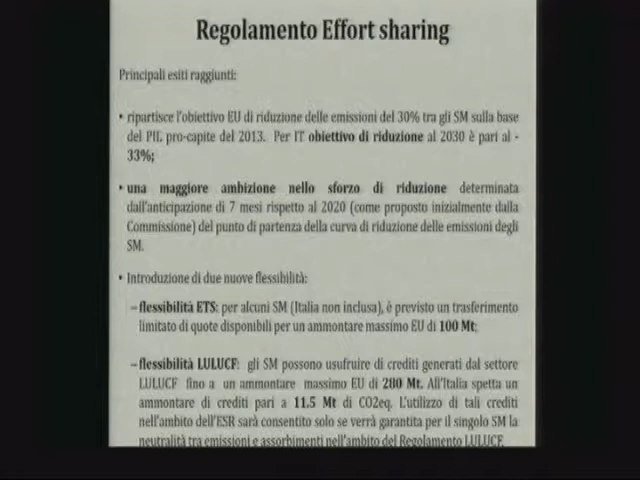 Regolamento Effort sharing
Principali esiti raggiunti:
• ripartisce l'obiettivo EU di riduzione delle emissioni del 30% tra gli SM sulla base
del PIL pro-capite del 2013. Per IT obiettivo di riduzione al 2030 è pari al -
33%;
• una maggiore ambizione nello sforzo di riduzione determinata
dall'anticipazione di 7 mesi rispetto al 2020 (come proposto inizialmente dalla
Commissione) del punto di partenza della curva di riduzione delle emissioni degli
SM.
• Introduzione di due nuove flessibilità:
– flessibilità ETS: per alcuni SM (Italia non inclusa), è previsto un trasferimento
limitato di quote disponibili per un ammontare massimo EU di 100 Mt;
– flessibilità LULUCF: gli SM possono usufruire di crediti generati dal settore
LULUCF fino a un ammontare massimo EU di 280 Mt. All'Italia spetta un
ammontare di crediti pari a 11.5 Mt di CO2eq. L'utilizzo di tali crediti
nell'ambito dell'ESR sarà consentito solo se verrà garantita per il singolo SM la
neutralità tra emissioni e assorbimenti nell'ambito del Regolamento LULUCF.